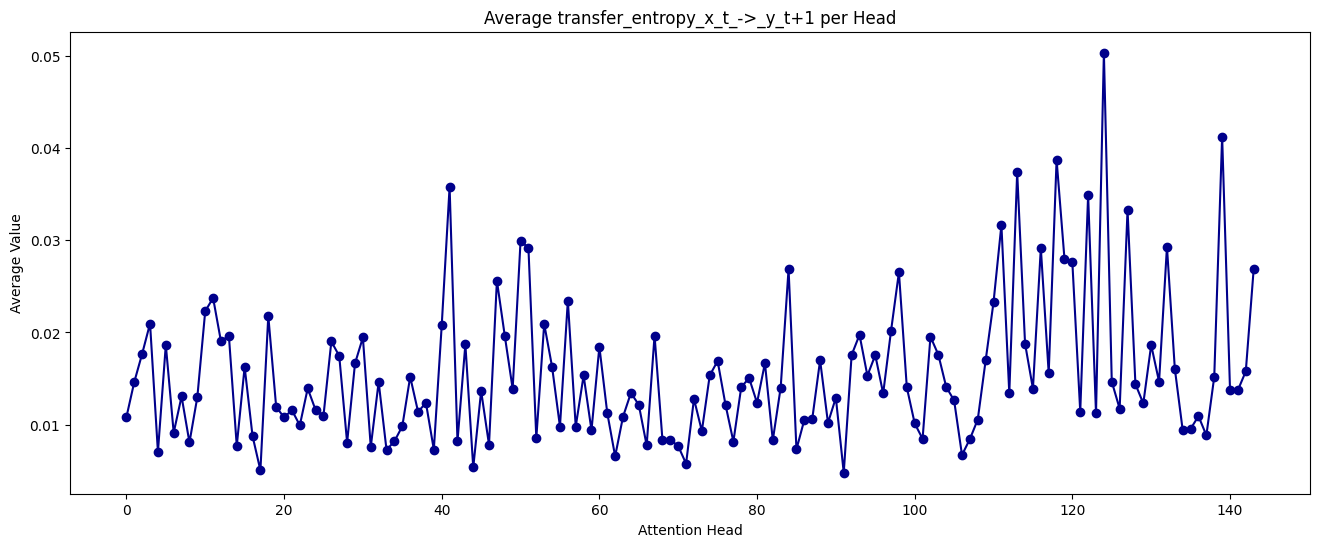 Average transfer_entropy_x_t_->_y_t+1 per Head
0.05
0.04
0.03
0.02
0.01
Average Value
0 20 40 60 80 100 120 140
Attention Head